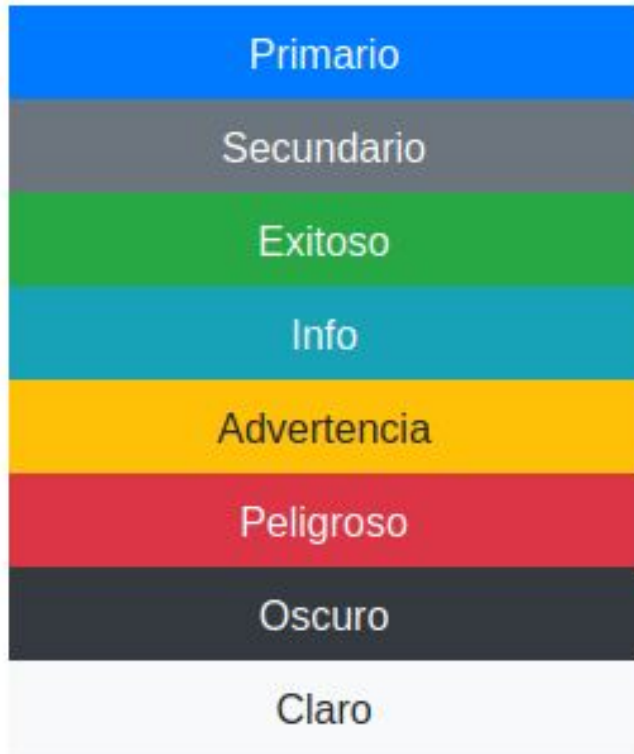 Primario
Secundario
Exitoso
Info
Advertencia
Peligroso
Oscuro
Claro